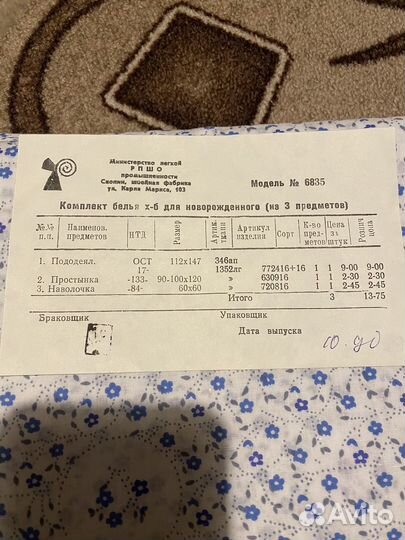 Министерство легкой
РПШО
промышленности
Скопин, швейная фабрика
ул. Карла Маркса, 103
Модель № 6835
Комплект белья х-б для новорожденного (из 3 предметов)
№№ п.п. Наименов. предметов НТД Размер Артик. ткани Артикул изделия Сорт К-во предметов Цена за штук Рознич цена
1. Пододеял. ОСТ 112х147 346ап
17- 1352лг 772416+16 1 1 9-00 9-00
2. Простынка -133- 90-100х120 » 630916 1 1 2-30 2-30
3. Наволочка -84- 60х60 » 720816 1 1 2-45 2-45
Итого 3 13-75
Браковщик Упаковщик
Дата выпуска
10.90
Avito